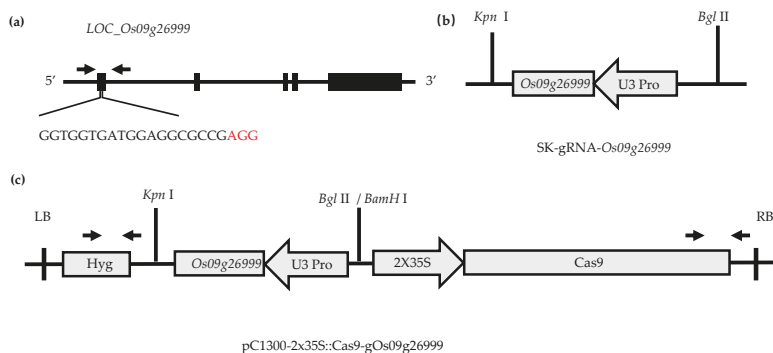 (a)
LOC_Os09g26999
5’ 3’
GGTGGTGATGGAGGCGCCGAGG
(b)
Kpn I Bgl II
Os09g26999 U3 Pro
SK-gRNA-Os09g26999
(c)
Kpn I Bgl II / BamH I
LB RB
Hyg Os09g26999 U3 Pro 2X35S Cas9
pC1300-2x35S::Cas9-gOs09g26999